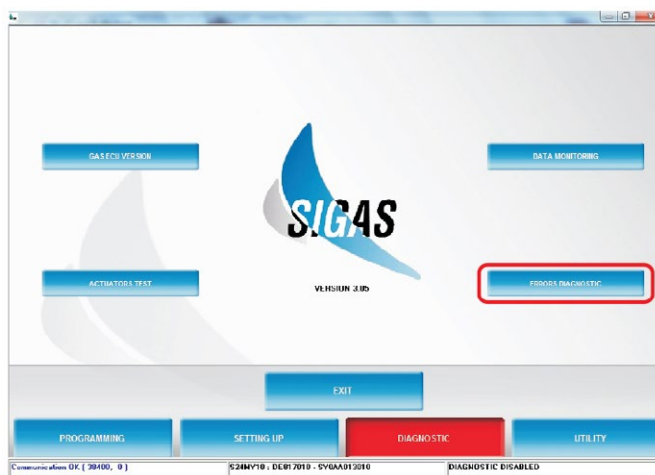 GAS ECU VERSION
DATA MONITORING
SIGAS
ACTUATORS TEST
VERSION 3.05
ERRORS DIAGNOSTIC
EXIT
PROGRAMMING
SETTING UP
DIAGNOSTIC
UTILITY
Communication OK ( 38400, 0 )
DIAGNOSTIC DISABLED